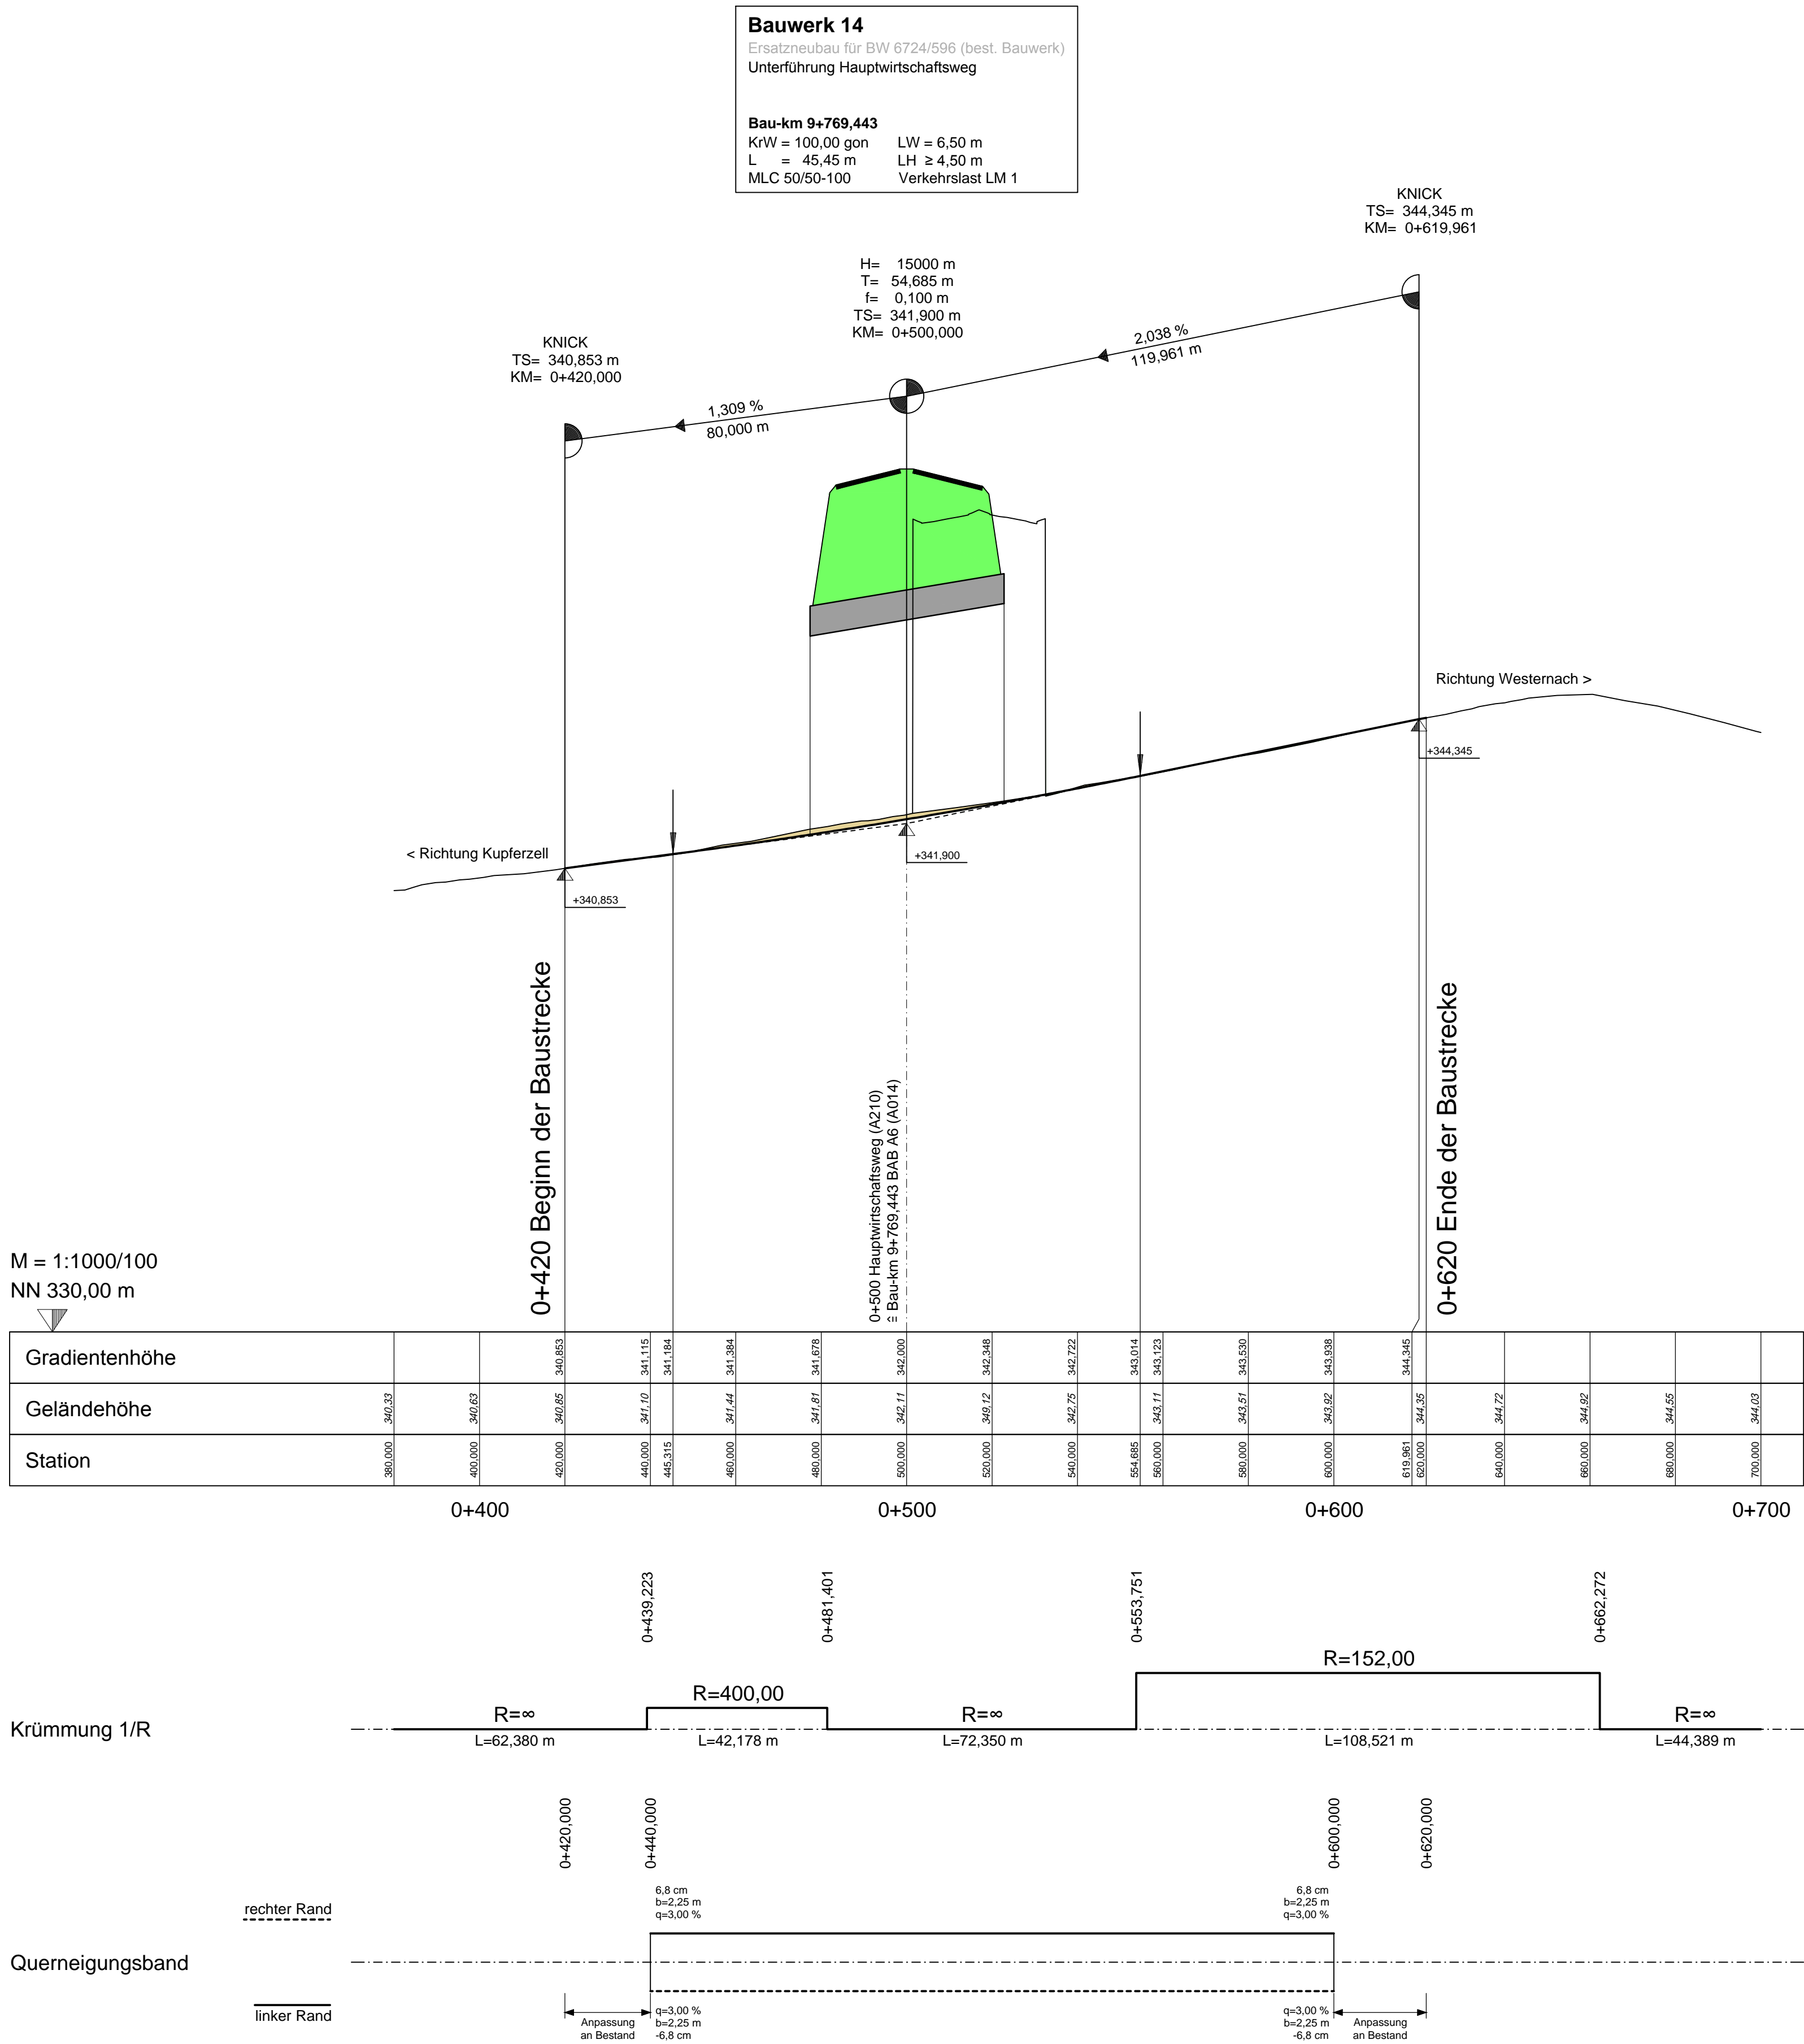 Bauwerk 14
Ersatzneubau für BW 6724/596 (best. Bauwerk)
Unterführung Hauptwirtschaftsweg
Bau-km 9+769,443
KrW = 100,00 gon LW = 6,50 m
L = 45,45 m LH ≥ 4,50 m
MLC 50/50-100 Verkehrslast LM 1
KNICK
TS= 344,345 m
KM= 0+619,961
H= 15000 m
T= 54,685 m
f= 0,100 m
TS= 341,900 m
KM= 0+500,000
KNICK
TS= 340,853 m
KM= 0+420,000
2,038 %
119,961 m
1,309 %
80,000 m
Richtung Westernach >
+344,345
< Richtung Kupferzell
+341,900
+340,853
0+420 Beginn der Baustrecke
0+500 Hauptwirtschaftsweg (A210)
≙ Bau-km 9+769,443 BAB A6 (A014)
0+620 Ende der Baustrecke
M = 1:1000/100
NN 330,00 m
Gradientenhöhe 340,853 341,115 341,184 341,384 341,678 342,000 342,348 342,722 343,014 343,123 343,530 343,938 344,345
Geländehöhe 340,33 340,63 340,85 341,10 341,44 341,81 342,11 349,12 342,75 343,11 343,51 343,92 344,35 344,72 344,92 344,55 344,03
Station 380,000 400,000 420,000 440,000 445,315 460,000 480,000 500,000 520,000 540,000 554,685 560,000 580,000 600,000 619,961 620,000 640,000 660,000 680,000 700,000
0+400 0+500 0+600 0+700
0+439,223 0+481,401 0+553,751 0+662,272
Krümmung 1/R
R=∞ R=400,00 R=∞ R=152,00 R=∞
L=62,380 m L=42,178 m L=72,350 m L=108,521 m L=44,389 m
0+420,000 0+440,000 0+600,000 0+620,000
6,8 cm 6,8 cm
b=2,25 m b=2,25 m
q=3,00 % q=3,00 %
rechter Rand
Querneigungsband
linker Rand
q=3,00 % q=3,00 %
b=2,25 m b=2,25 m
-6,8 cm -6,8 cm
Anpassung Anpassung
an Bestand an Bestand